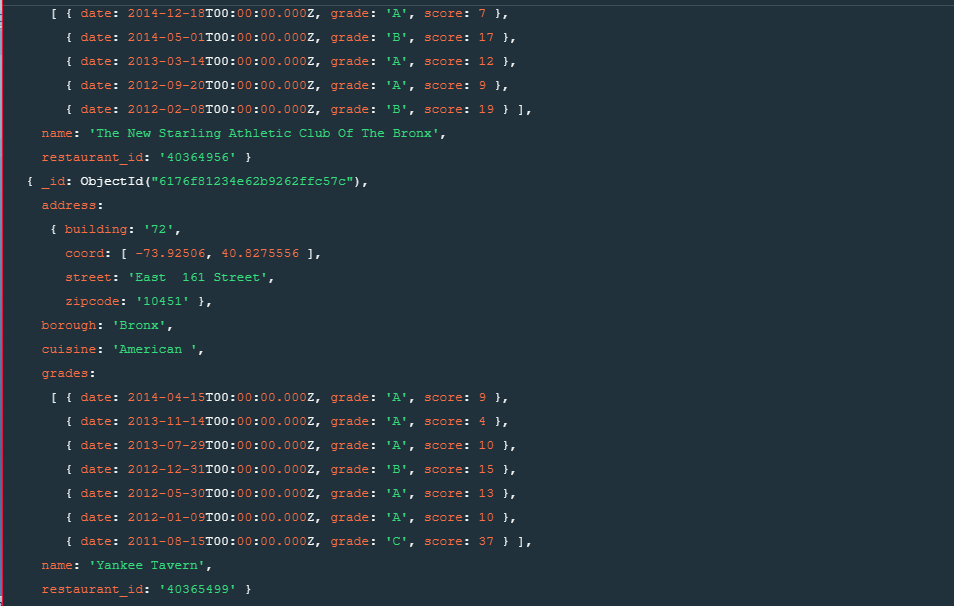 [ { date: 2014-12-18T00:00:00.000Z, grade: 'A', score: 7 },
{ date: 2014-05-01T00:00:00.000Z, grade: 'B', score: 17 },
{ date: 2013-03-14T00:00:00.000Z, grade: 'A', score: 12 },
{ date: 2012-09-20T00:00:00.000Z, grade: 'A', score: 9 },
{ date: 2012-02-08T00:00:00.000Z, grade: 'B', score: 19 } ],
name: 'The New Starling Athletic Club Of The Bronx',
restaurant_id: '40364956' }
{ _id: ObjectId("6176f81234e62b9262ffc57c"),
address:
{ building: '72',
coord: [ -73.92506, 40.8275556 ],
street: 'East  161 Street',
zipcode: '10451' },
borough: 'Bronx',
cuisine: 'American ',
grades:
[ { date: 2014-04-15T00:00:00.000Z, grade: 'A', score: 9 },
{ date: 2013-11-14T00:00:00.000Z, grade: 'A', score: 4 },
{ date: 2013-07-29T00:00:00.000Z, grade: 'A', score: 10 },
{ date: 2012-12-31T00:00:00.000Z, grade: 'B', score: 15 },
{ date: 2012-05-30T00:00:00.000Z, grade: 'A', score: 13 },
{ date: 2012-01-09T00:00:00.000Z, grade: 'A', score: 10 },
{ date: 2011-08-15T00:00:00.000Z, grade: 'C', score: 37 } ],
name: 'Yankee Tavern',
restaurant_id: '40365499' }